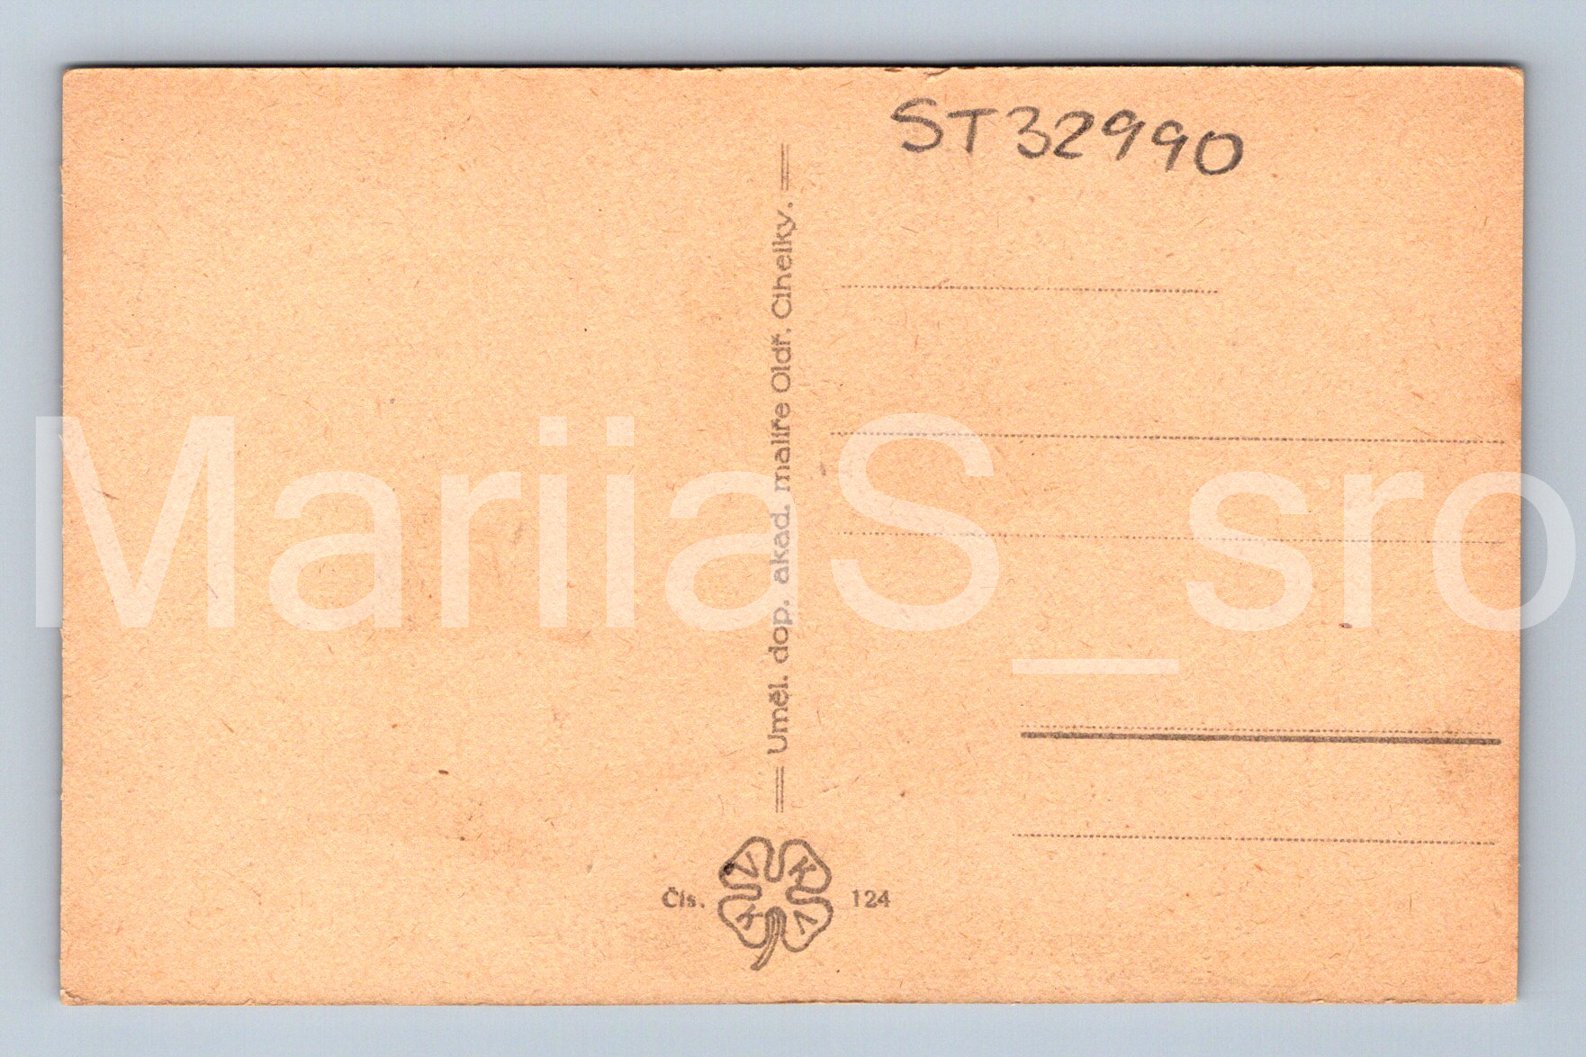 ST32990
Uměl. dop. akad. malíře Oldř. Cihelky.
MariiaS_sro
V K
Čís. 124